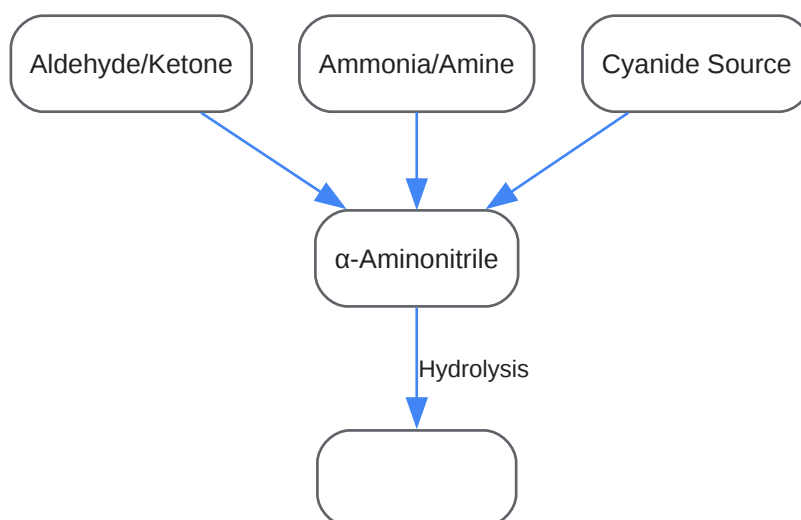 Aldehyde/Ketone
Ammonia/Amine
Cyanide Source
α-Aminonitrile
Hydrolysis